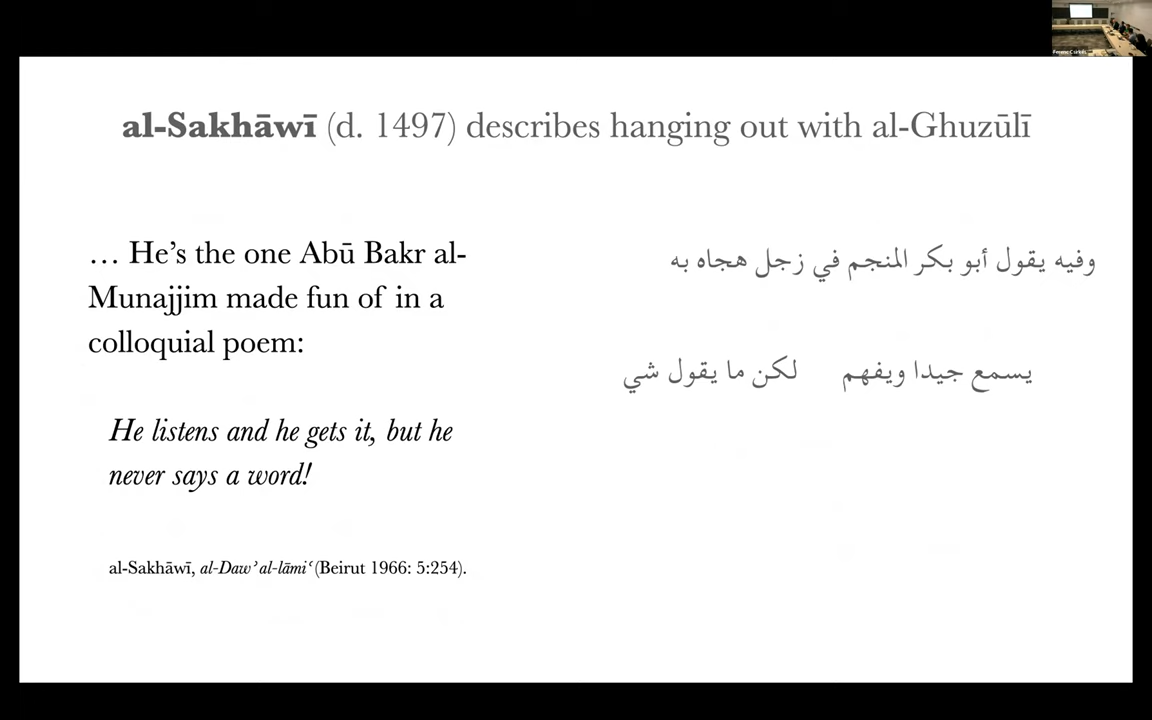 al-Sakhāwī (d. 1497) describes hanging out with al-Ghuzūlī
… He’s the one Abū Bakr al-
Munajjim made fun of in a
colloquial poem:
He listens and he gets it, but he
never says a word!
al-Sakhāwī, al-Ḍawʾ al-lāmiʿ (Beirut 1966: 5:254).
وفيه يقول أبو بكر المنجم في زجل هجاه به
يسمع جيدا ويفهم لكن ما يقول شي